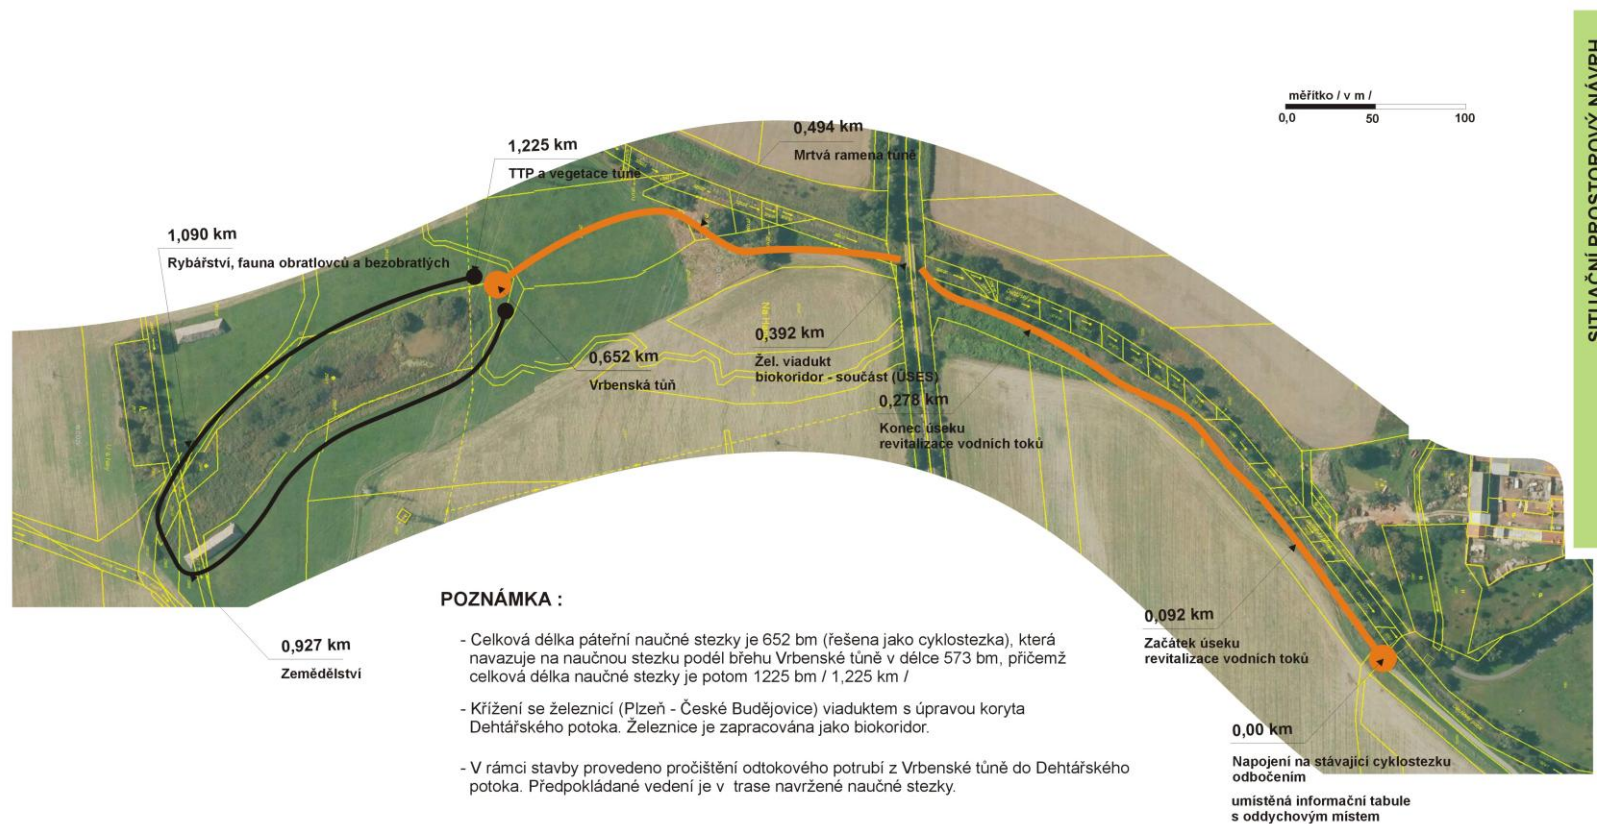 SITUAČNÍ PROSTOROVÝ NÁVRH
měřítko / v m /
0,0 50 100
0,494 km
Mrtvá ramena tůně
1,225 km
TTP a vegetace tůně
1,090 km
Rybářství, fauna obratlovců a bezobratlých
0,652 km
Vrbenská tůň
0,392 km
Žel. viadukt
biokoridor - součást (ÚSES)
0,278 km
Konec úseku
revitalizace vodních toků
0,092 km
Začátek úseku
revitalizace vodních toků
0,927 km
Zemědělství
0,00 km
Napojení na stávající cyklostezku
odbočením
umístěná informační tabule
s oddychovým místem
POZNÁMKA :
- Celková délka páteřní naučné stezky je 652 bm (řešena jako cyklostezka), která
navazuje na naučnou stezku podél břehu Vrbenské tůně v délce 573 bm, přičemž
celková délka naučné stezky je potom 1225 bm / 1,225 km /
- Křížení se železnicí (Plzeň - České Budějovice) viaduktem s úpravou koryta
Dehtářského potoka. Železnice je zapracována jako biokoridor.
- V rámci stavby provedeno pročištění odtokového potrubí z Vrbenské tůně do Dehtářského
potoka. Předpokládané vedení je v trase navržené naučné stezky.